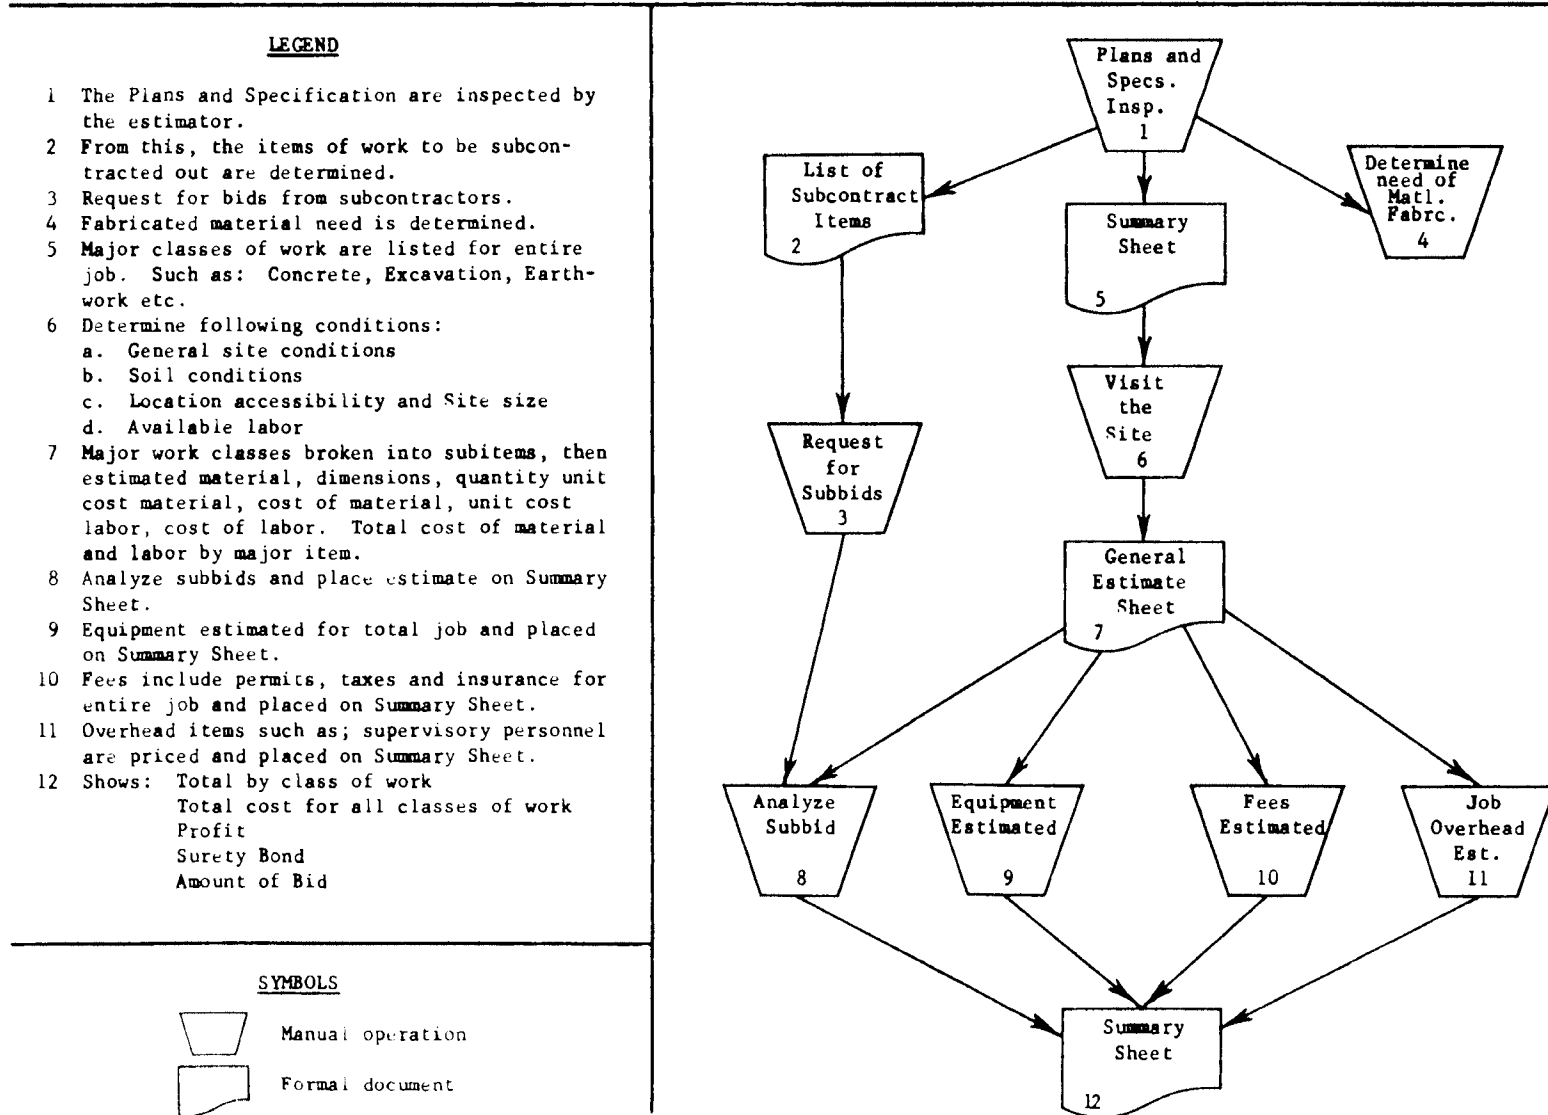 LEGEND
1 The Plans and Specification are inspected by
the estimator.
2 From this, the items of work to be subcon-
tracted out are determined.
3 Request for bids from subcontractors.
4 Fabricated material need is determined.
5 Major classes of work are listed for entire
job. Such as: Concrete, Excavation, Earth-
work etc.
6 Determine following conditions:
a. General site conditions
b. Soil conditions
c. Location accessibility and Site size
d. Available labor
7 Major work classes broken into subitems, then
estimated material, dimensions, quantity unit
cost material, cost of material, unit cost
labor, cost of labor. Total cost of material
and labor by major item.
8 Analyze subbids and place estimate on Summary
Sheet.
9 Equipment estimated for total job and placed
on Summary Sheet.
10 Fees include permits, taxes and insurance for
entire job and placed on Summary Sheet.
11 Overhead items such as; supervisory personnel
are priced and placed on Summary Sheet.
12 Shows: Total by class of work
Total cost for all classes of work
Profit
Surety Bond
Amount of Bid
SYMBOLS
Manual operation
Formal document
Plans and
Specs.
Insp.
1
List of
Subcontract
Items
2
Summary
Sheet
5
Determine
need of
Matl.
Fabrc.
4
Request
for
Subbids
3
Visit
the
Site
6
General
Estimate
Sheet
7
Analyze
Subbid
8
Equipment
Estimated
9
Fees
Estimated
10
Job
Overhead
Est.
11
Summary
Sheet
12